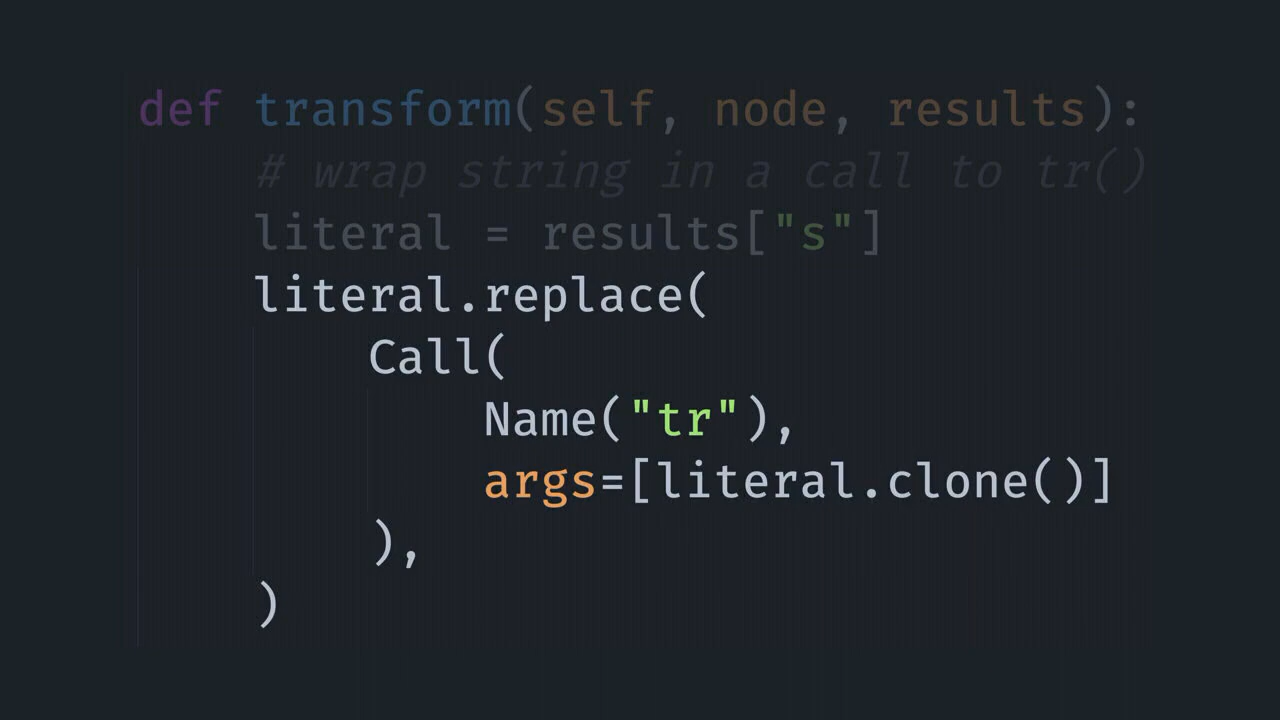 def transform(self, node, results):
    # wrap string in a call to tr()
    literal = results["s"]
    literal.replace(
        Call(
            Name("tr"),
            args=[literal.clone()]
        ),
    )